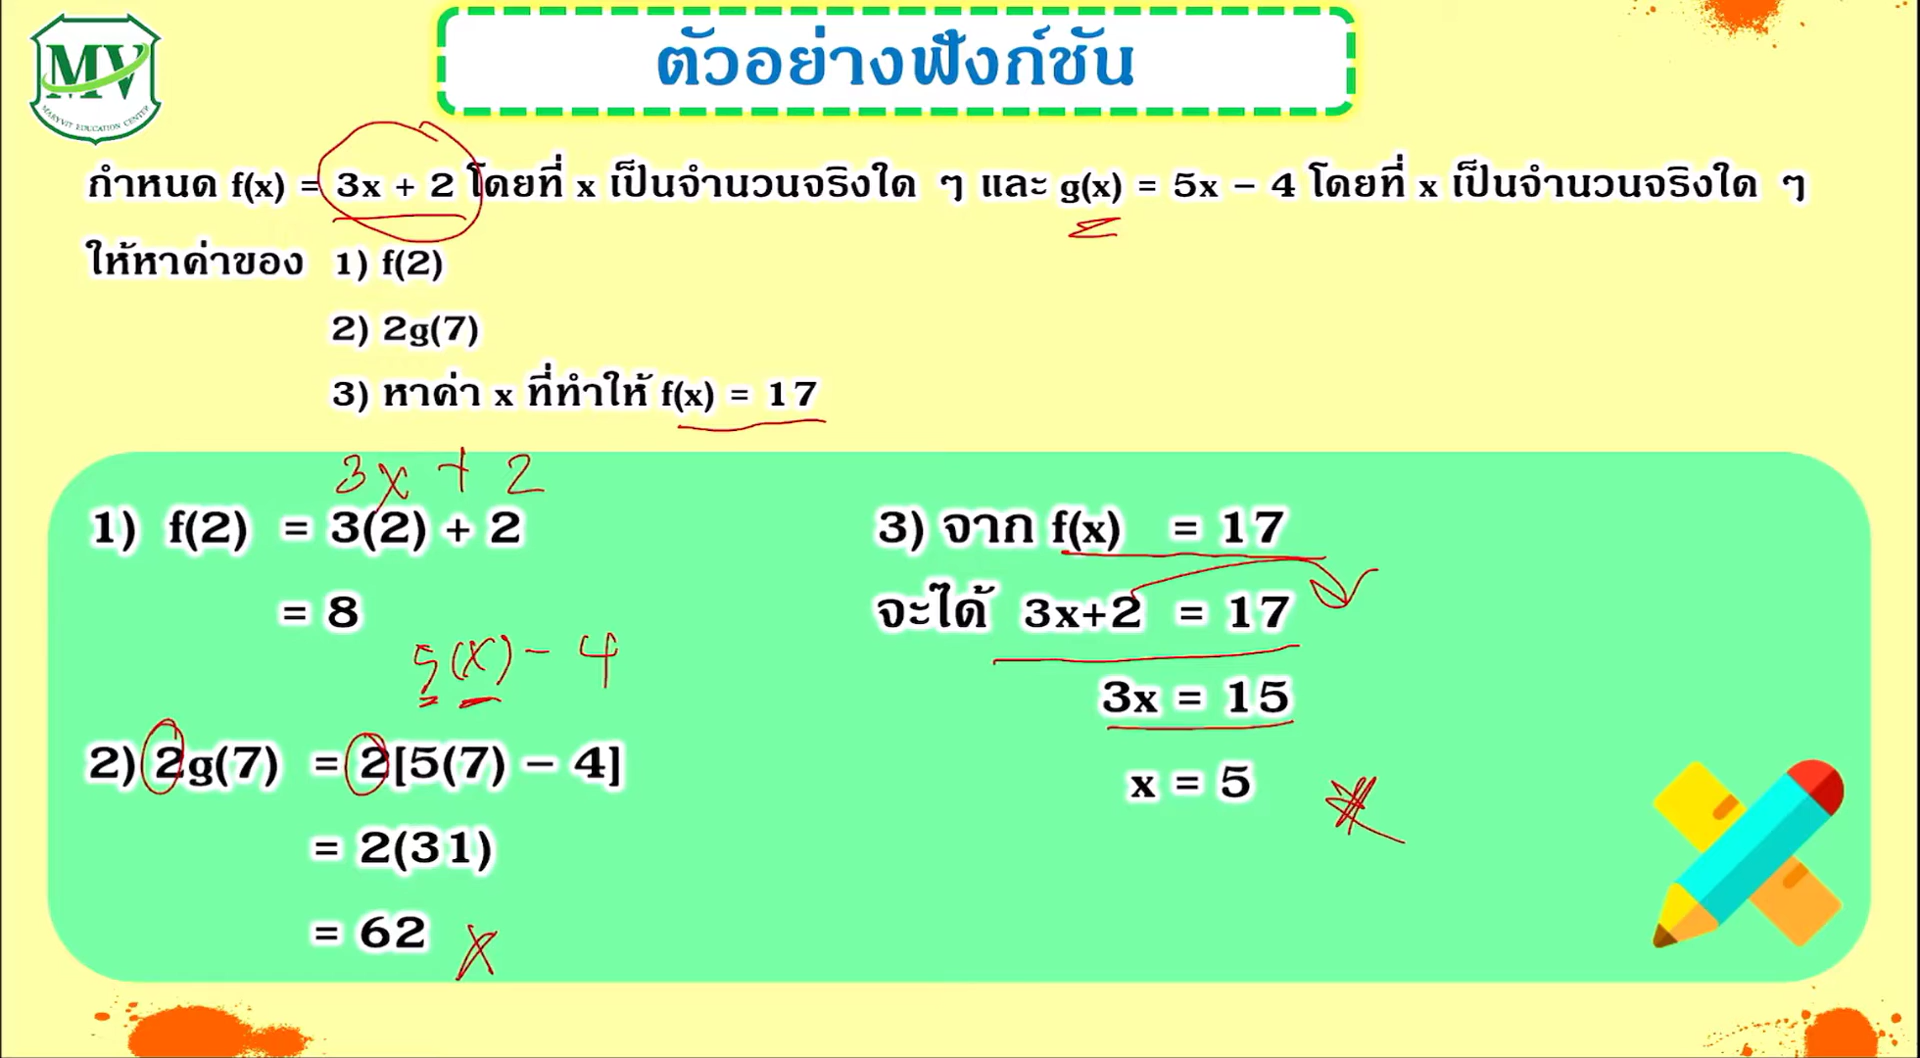 MV
MARYVIT EDUCATION CENTER
ตัวอย่างฟังก์ชัน
กำหนด f(x) = 3x + 2 โดยที่ x เป็นจำนวนจริงใด ๆ และ g(x) = 5x – 4 โดยที่ x เป็นจำนวนจริงใด ๆ
ให้หาค่าของ 1) f(2)
2) 2g(7)
3) หาค่า x ที่ทำให้ f(x) = 17
3x + 2
1) f(2) = 3(2) + 2
= 8
5(x) - 4
2) 2g(7) = 2[5(7) – 4]
= 2(31)
= 62
3) จาก f(x) = 17
จะได้ 3x+2 = 17
3x = 15
x = 5